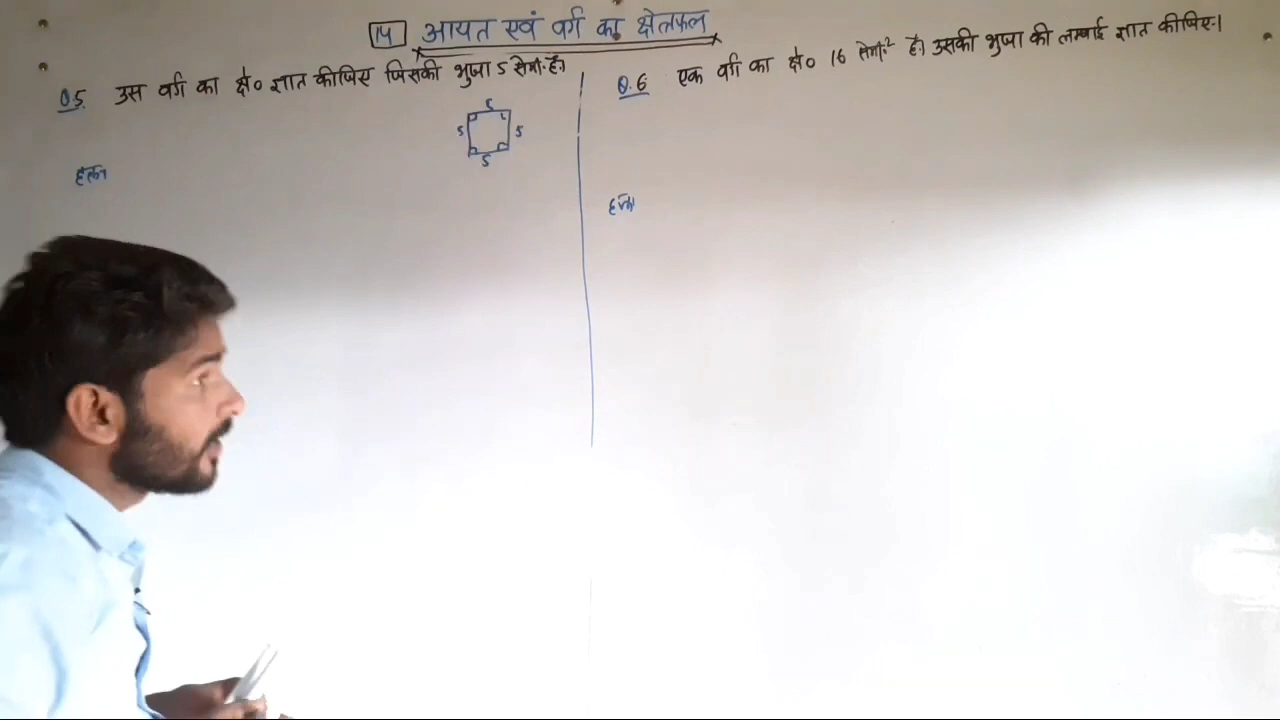 14 आयत एवं वर्ग का क्षेत्रफल
Q.5 उस वर्ग का क्षे० ज्ञात कीजिए जिसकी भुजा 5 सेमी. है।
5
5 5
5
हल
Q.6 एक वर्ग का क्षे० 16 सेमी.² है। उसकी भुजा की लम्बाई ज्ञात कीजिए।
हल